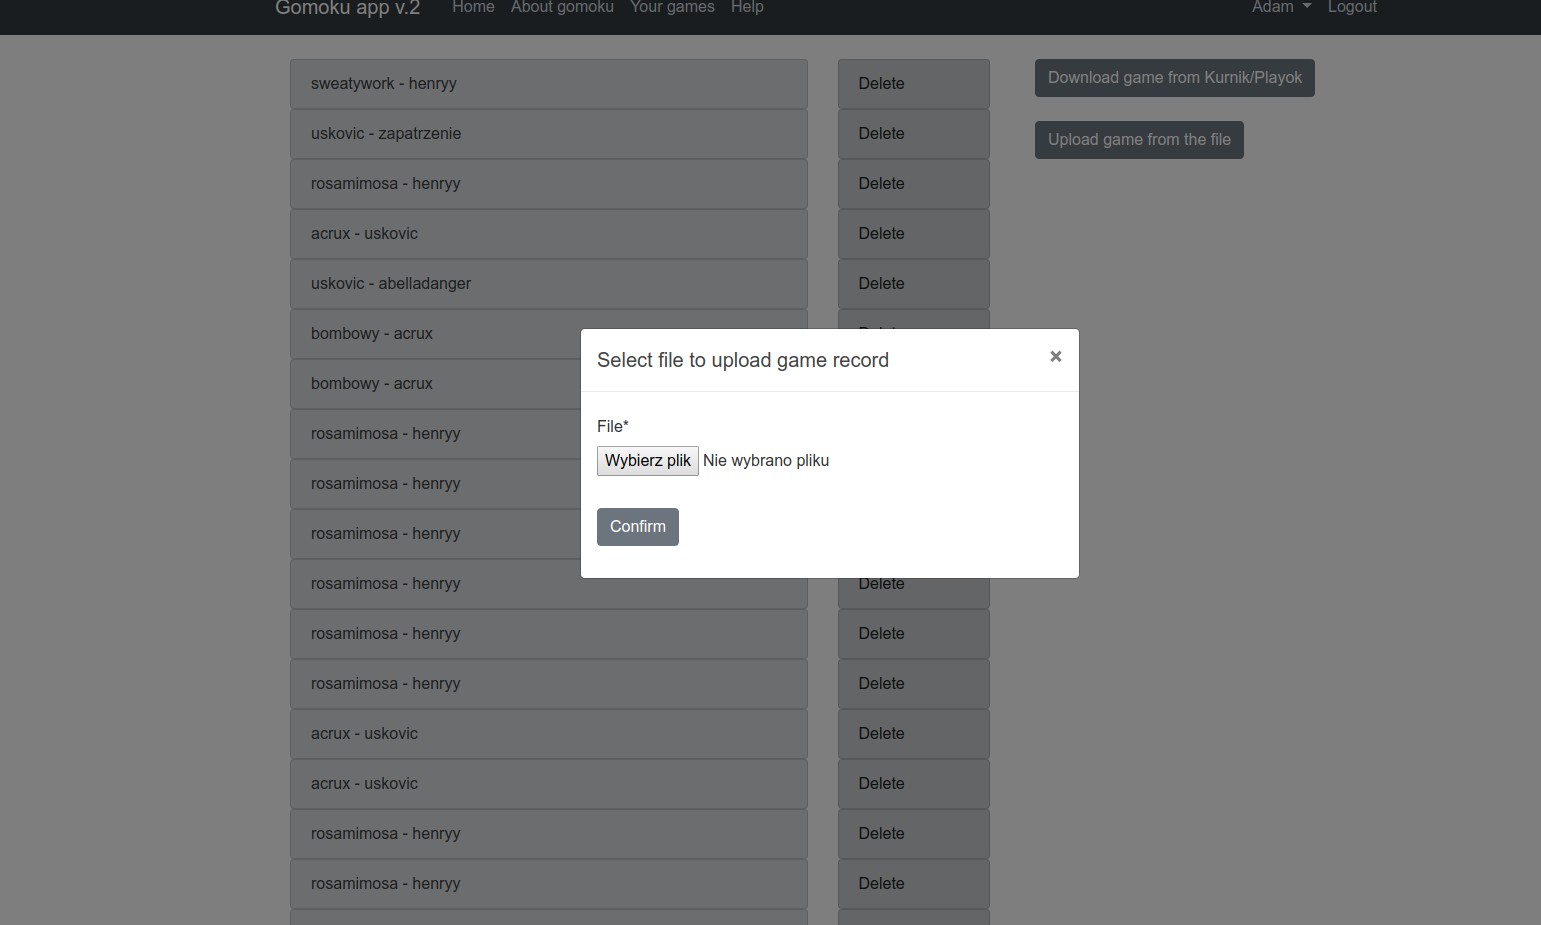 Gomoku app v.2 Home About gomoku Your games Help Adam Logout
sweatywork - henryy Delete Download game from Kurnik/Playok
uskovic - zapatrzenie Delete Upload game from the file
rosamimosa - henryy Delete
acrux - uskovic Delete
uskovic - abelladanger Delete
bombowy - acrux
bombowy - acrux
rosamimosa - henryy
rosamimosa - henryy
rosamimosa - henryy
rosamimosa - henryy Delete
rosamimosa - henryy Delete
rosamimosa - henryy Delete
acrux - uskovic Delete
acrux - uskovic Delete
rosamimosa - henryy Delete
rosamimosa - henryy Delete
Select file to upload game record ×
File*
Wybierz plik Nie wybrano pliku
Confirm